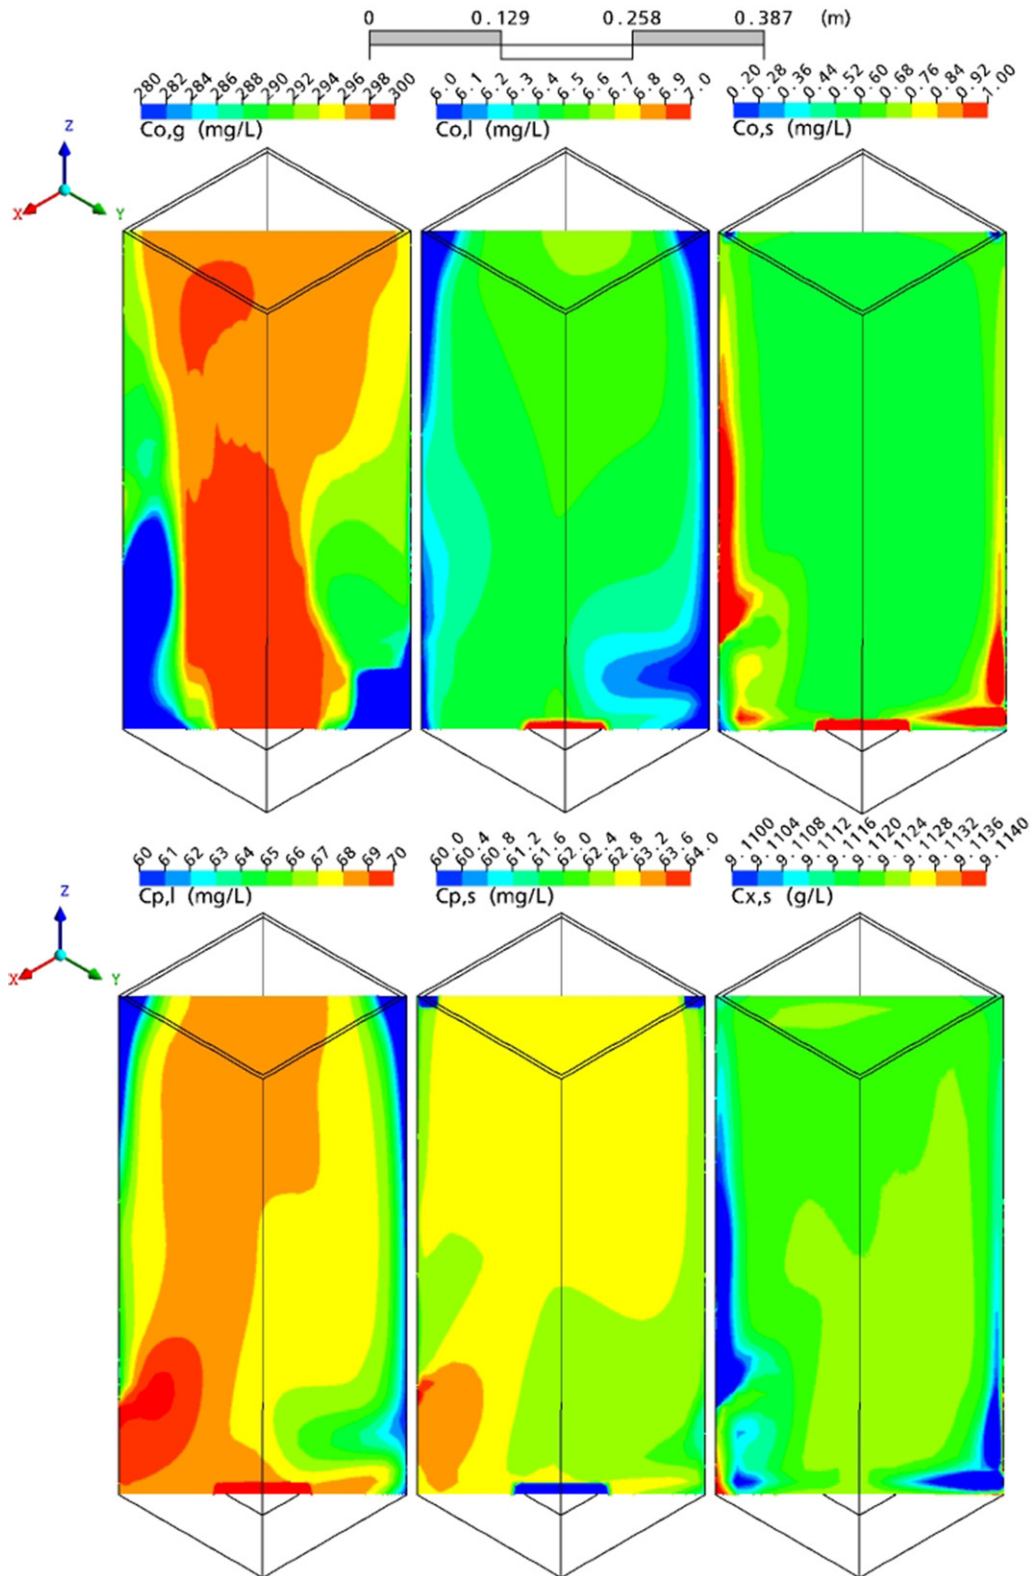 0 0.129 0.258 0.387 (m)
280 282 284 286 288 290 292 294 296 298 300
Co,g (mg/L)
6.0 6.1 6.2 6.3 6.4 6.5 6.6 6.7 6.8 6.9 7.0
Co,l (mg/L)
0.20 0.28 0.36 0.44 0.52 0.60 0.68 0.76 0.84 0.92 1.00
Co,s (mg/L)
Z
X Y
60 61 62 63 64 65 66 67 68 69 70
Cp,l (mg/L)
60.0 60.4 60.8 61.2 61.6 62.0 62.4 62.8 63.2 63.6 64.0
Cp,s (mg/L)
9.1100 9.1104 9.1108 9.1112 9.1116 9.1120 9.1124 9.1128 9.1132 9.1136 9.1140
Cx,s (g/L)
Z
X Y